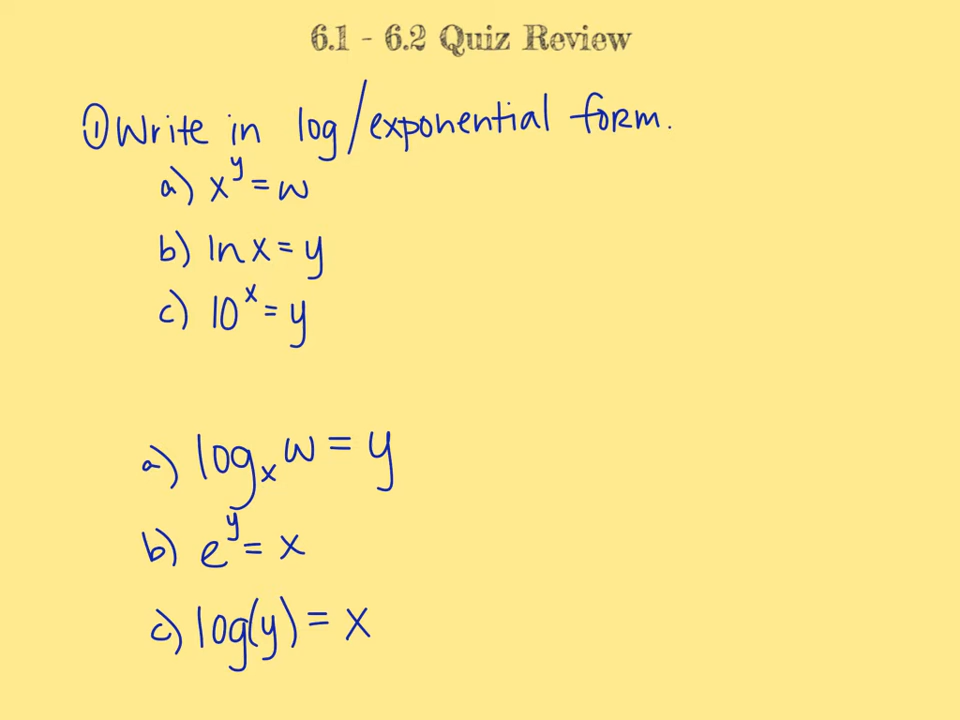 6.1 - 6.2 Quiz Review
① Write in log/exponential form.
a) x^y = w
b) ln x = y
c) 10^x = y
a) log_x w = y
b) e^y = x
c) log(y) = x